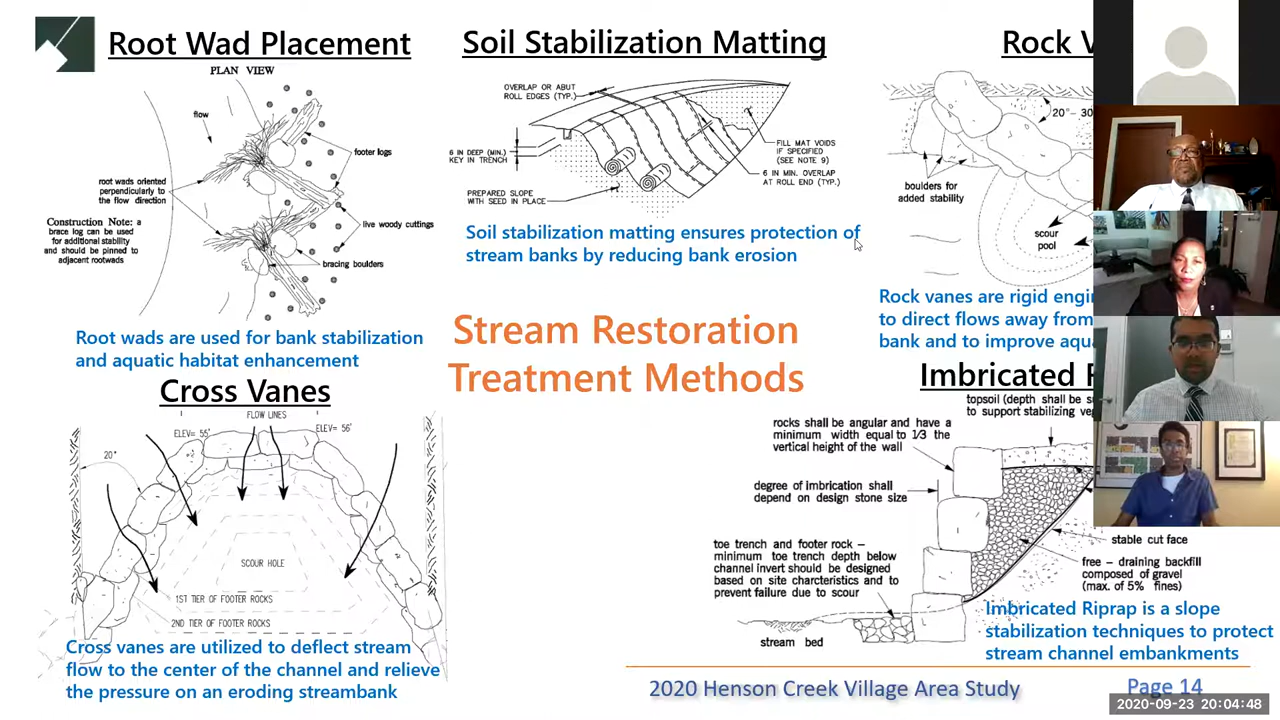 Root Wad Placement
PLAN VIEW
flow
footer logs
root wads oriented
perpendicularly to
the flow direction
Construction Note: a
brace log can be used
for additional stability
and should be pinned to
adjacent rootwads
live woody cuttings
bracing boulders
Root wads are used for bank stabilization
and aquatic habitat enhancement
Soil Stabilization Matting
OVERLAP OR ABUT
ROLL EDGES (TYP.)
6 IN DEEP (MIN.)
KEY IN TRENCH
FILL MAT VOIDS
IF SPECIFIED
(SEE NOTE 9)
6 IN MIN. OVERLAP
AT ROLL END (TYP.)
PREPARED SLOPE
WITH SEED IN PLACE
Soil stabilization matting ensures protection of
stream banks by reducing bank erosion
Rock V
20° - 30
boulders for
added stability
scour
pool
Rock vanes are rigid engi
to direct flows away from
bank and to improve aqua
Stream Restoration
Treatment Methods
Cross Vanes
FLOW LINES
ELEV= 55'
ELEV= 56'
20°
SCOUR HOLE
1ST TIER OF FOOTER ROCKS
2ND TIER OF FOOTER ROCKS
Cross vanes are utilized to deflect stream
flow to the center of the channel and relieve
the pressure on an eroding streambank
Imbricated R
topsoil (depth shall be su
to support stabilizing veg
rocks shall be angular and have a
minimum width equal to 1/3 the
vertical height of the wall
degree of imbrication shall
depend on design stone size
toe trench and footer rock –
minimum toe trench depth below
channel invert should be designed
based on site charcteristics and to
prevent failure due to scour
stream bed
stable cut face
free – draining backfill
composed of gravel
(max. of 5% fines)
Imbricated Riprap is a slope
stabilization techniques to protect
stream channel embankments
2020 Henson Creek Village Area Study
Page 14
2020-09-23 20:04:48